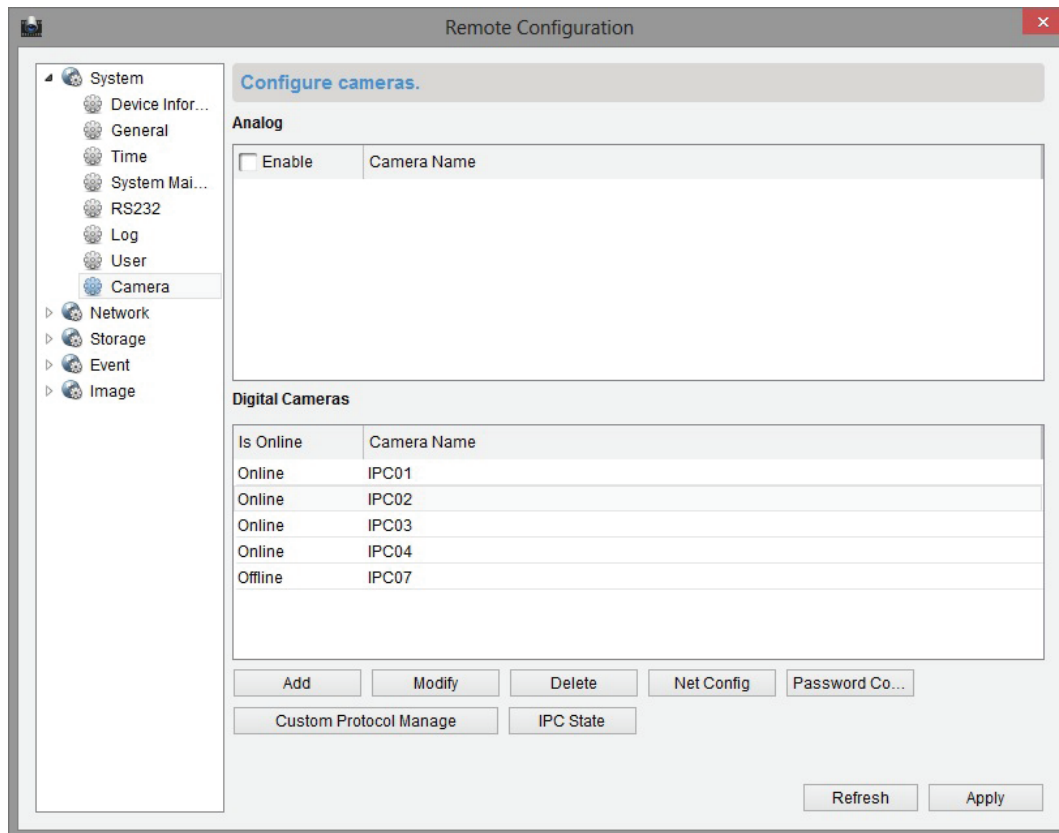 Remote Configuration
System
Device Infor...
General
Time
System Mai...
RS232
Log
User
Camera
Network
Storage
Event
Image
Configure cameras.
Analog
Enable Camera Name
Digital Cameras
Is Online Camera Name
Online IPC01
Online IPC02
Online IPC03
Online IPC04
Offline IPC07
Add Modify Delete Net Config Password Co...
Custom Protocol Manage IPC State
Refresh Apply